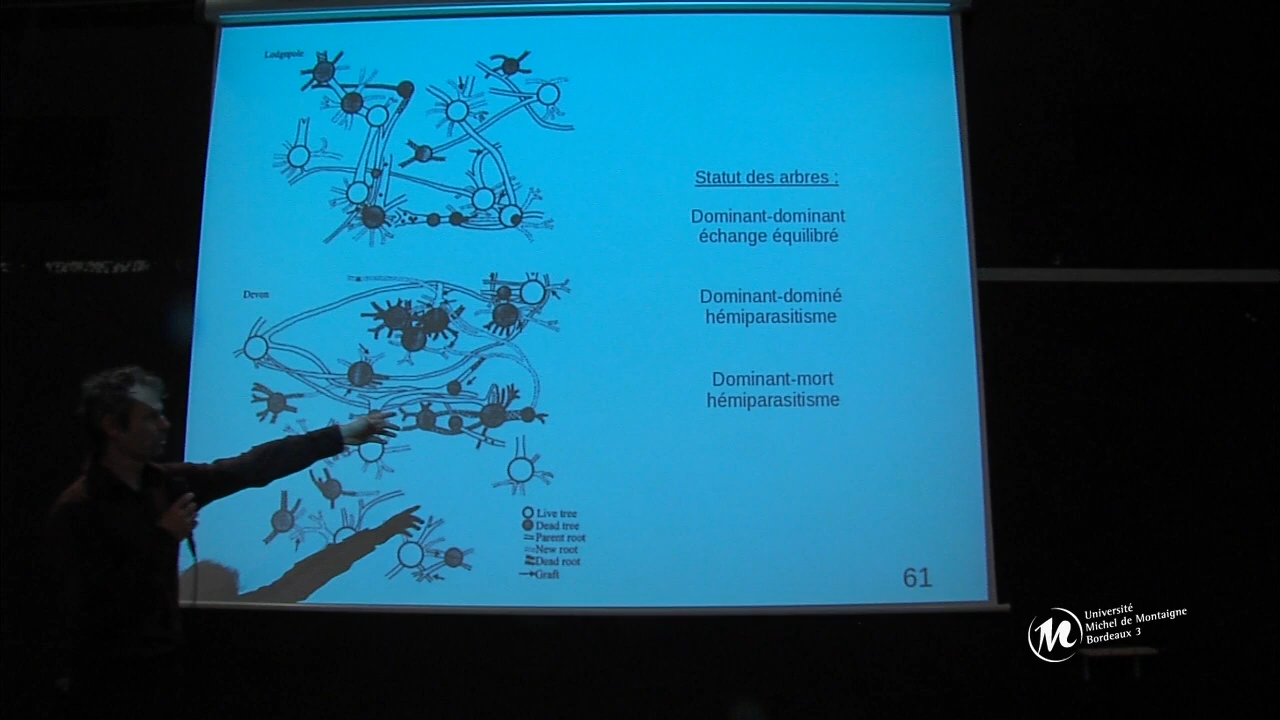 Lodgepole
Statut des arbres :
Dominant-dominant
échange équilibré
Devon
Dominant-dominé
hémiparasitisme
Dominant-mort
hémiparasitisme
Live tree
Dead tree
Parent root
New root
Dead root
Graft
61
Université
Michel de Montaigne
Bordeaux 3